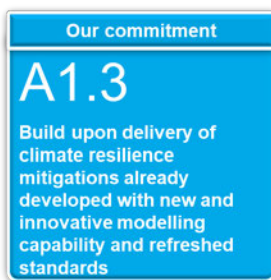 Our commitment
A1.3
Build upon delivery of
climate resilience
mitigations already
developed with new and
innovative modelling
capability and refreshed
standards